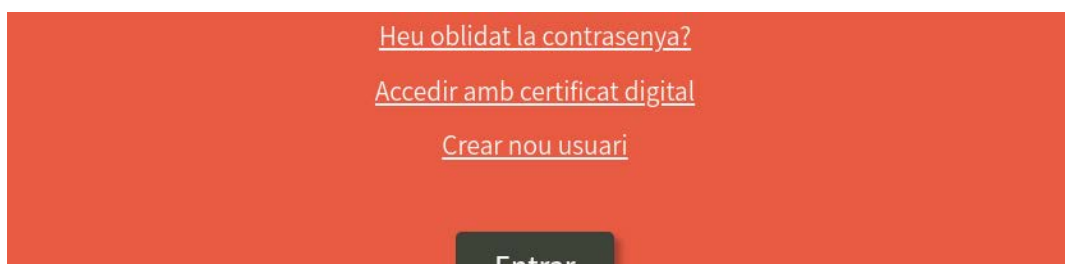 Heu oblidat la contrasenya?
Accedir amb certificat digital
Crear nou usuari
Entrar